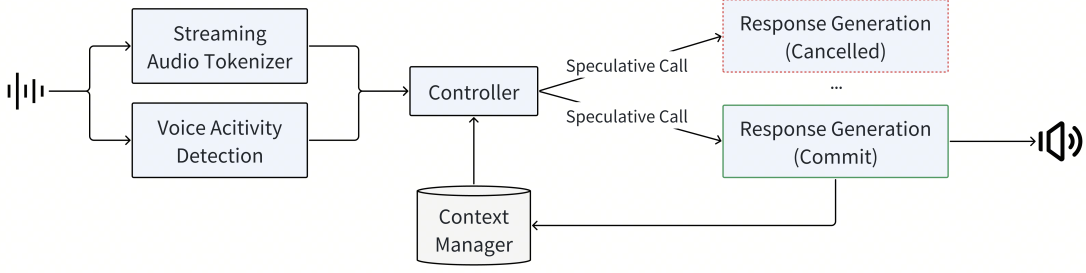 Streaming
Audio Tokenizer
Voice Acitivity
Detection
Controller
Context
Manager
Speculative Call
Speculative Call
Response Generation
(Cancelled)
...
Response Generation
(Commit)